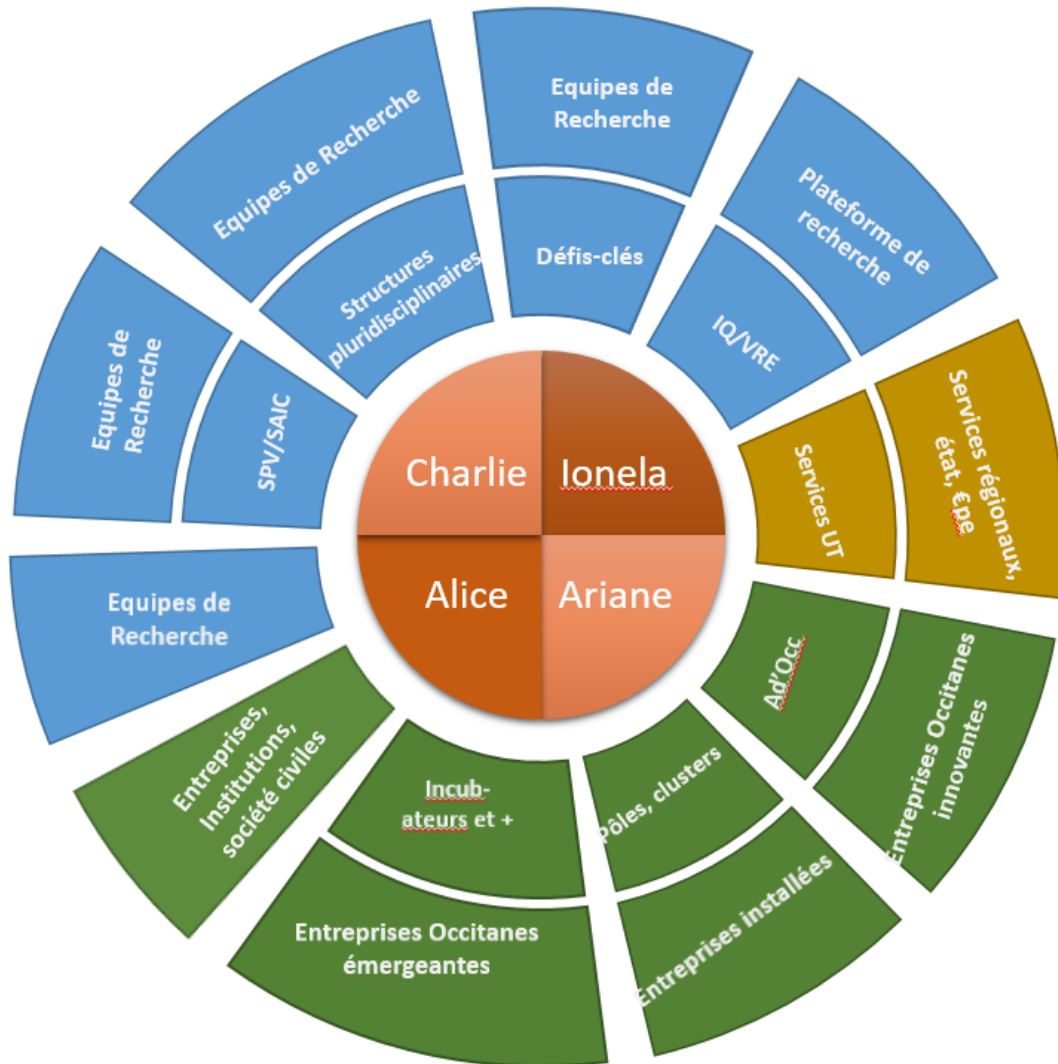 Equipes de
Recherche
Equipes de Recherche
Plateforme de
recherche
Défis-clés
Structures
pluridisciplinaires
IQ/VRE
Equipes de
Recherche
SPV/SAIC
Services régionaux,
état, €pe
Services UT
Charlie
Ionela
Alice
Ariane
Equipes de
Recherche
Ad'Occ
Entreprises Occitanes
innovantes
Entreprises,
Institutions,
société civiles
Incub-
ateurs et +
Pôles, clusters
Entreprises Occitanes
émergeantes
Entreprises installées